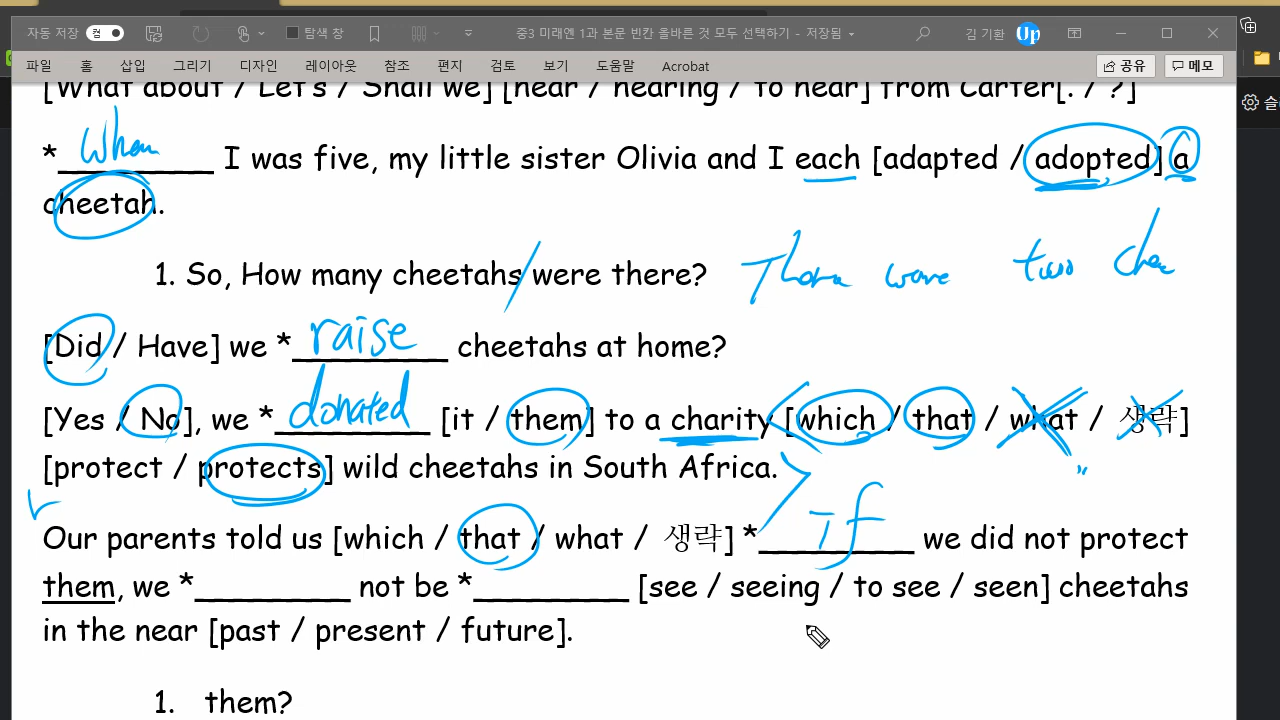 자동 저장 컴 탐색 창 중3 미래엔 1과 본문 빈칸 올바른 것 모두 선택하기 - 저장됨 김 기환 Up
파일 홈 삽입 그리기 디자인 레이아웃 참조 편지 검토 보기 도움말 Acrobat 공유 메모
[What about / Let's / Shall we] [hear / hearing / to hear] from Carter[. / ?]
* When I was five, my little sister Olivia and I each [adapted / adopted] a
cheetah.
1. So, How many cheetahs / were there? There were two chee
[Did / Have] we * raise cheetahs at home?
[Yes / No], we * donated [it / them] to a charity [which / that / what / 생략]
[protect / protects] wild cheetahs in South Africa.
Our parents told us [which / that / what / 생략] * if we did not protect
them, we *________ not be *________ [see / seeing / to see / seen] cheetahs
in the near [past / present / future].
1. them?